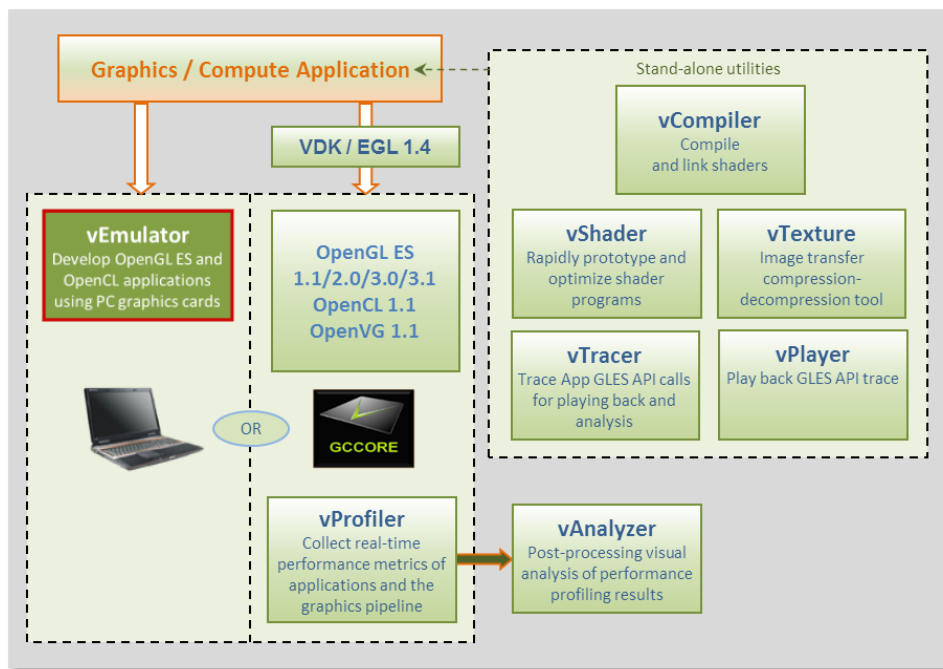 Graphics / Compute Application
Stand-alone utilities
vCompiler
Compile
and link shaders
VDK / EGL 1.4
vEmulator
Develop OpenGL ES and
OpenCL applications
using PC graphics cards
OpenGL ES
1.1/2.0/3.0/3.1
OpenCL 1.1
OpenVG 1.1
vShader
Rapidly prototype and
optimize shader
programs
vTexture
Image transfer
compression-
decompression tool
vTracer
Trace App GLES API calls
for playing back and
analysis
vPlayer
Play back GLES API trace
OR
GCCORE
vProfiler
Collect real-time
performance metrics of
applications and the
graphics pipeline
vAnalyzer
Post-processing visual
analysis of performance
profiling results